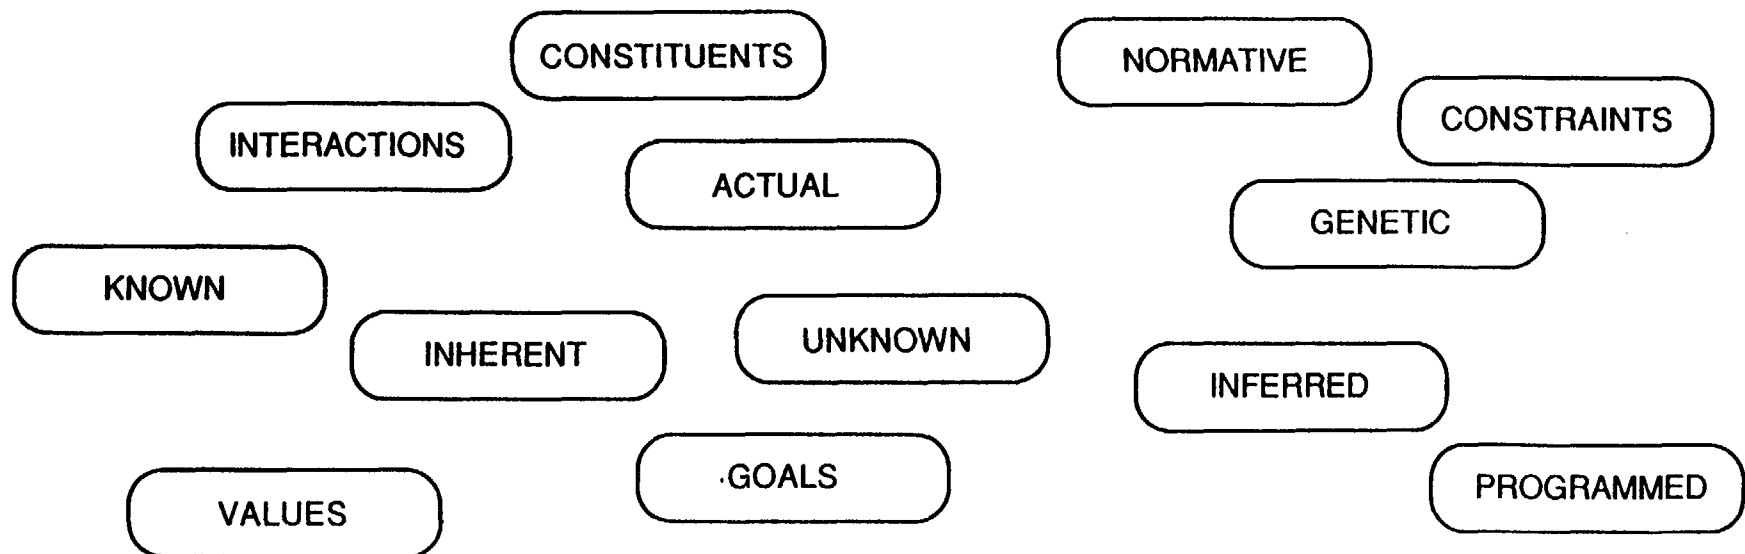 CONSTITUENTS
NORMATIVE
CONSTRAINTS
INTERACTIONS
ACTUAL
GENETIC
KNOWN
UNKNOWN
INHERENT
INFERRED
GOALS
PROGRAMMED
VALUES